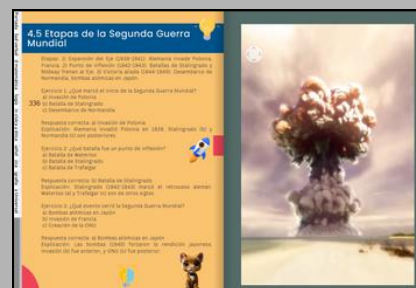 4.5 Etapas de la Segunda Guerra
Mundial
Etapas: 1) Expansión del Eje (1939-1941): Alemania invade Polonia,
Francia. 2) Punto de inflexión (1942-1943): Batallas de Stalingrado y
Midway frenan al Eje. 3) Victoria aliada (1944-1945): Desembarco de
Normandía, bombas atómicas en Japón.
Ejercicio 1: ¿Qué marcó el inicio de la Segunda Guerra Mundial?
a) Invasión de Polonia
336
b) Batalla de Stalingrado
c) Desembarco de Normandía
Respuesta correcta: a) Invasión de Polonia
Explicación: Alemania invadió Polonia en 1939. Stalingrado (b) y
Normandía (c) son posteriores.
Ejercicio 2: ¿Qué batalla fue un punto de inflexión?
a) Batalla de Waterloo
b) Batalla de Stalingrado
c) Batalla de Trafalgar
Respuesta correcta: b) Batalla de Stalingrado
Explicación: Stalingrado (1942-1943) marcó el retroceso alemán.
Waterloo (a) y Trafalgar (c) son de otros siglos.
Ejercicio 3: ¿Qué evento cerró la Segunda Guerra Mundial?
a) Bombas atómicas en Japón
b) Invasión de Francia
c) Creación de la ONU
Respuesta correcta: a) Bombas atómicas en Japón
Explicación: Las bombas (1945) forzaron la rendición japonesa.
Invasión (b) fue anterior, y ONU (c) fue posterior.